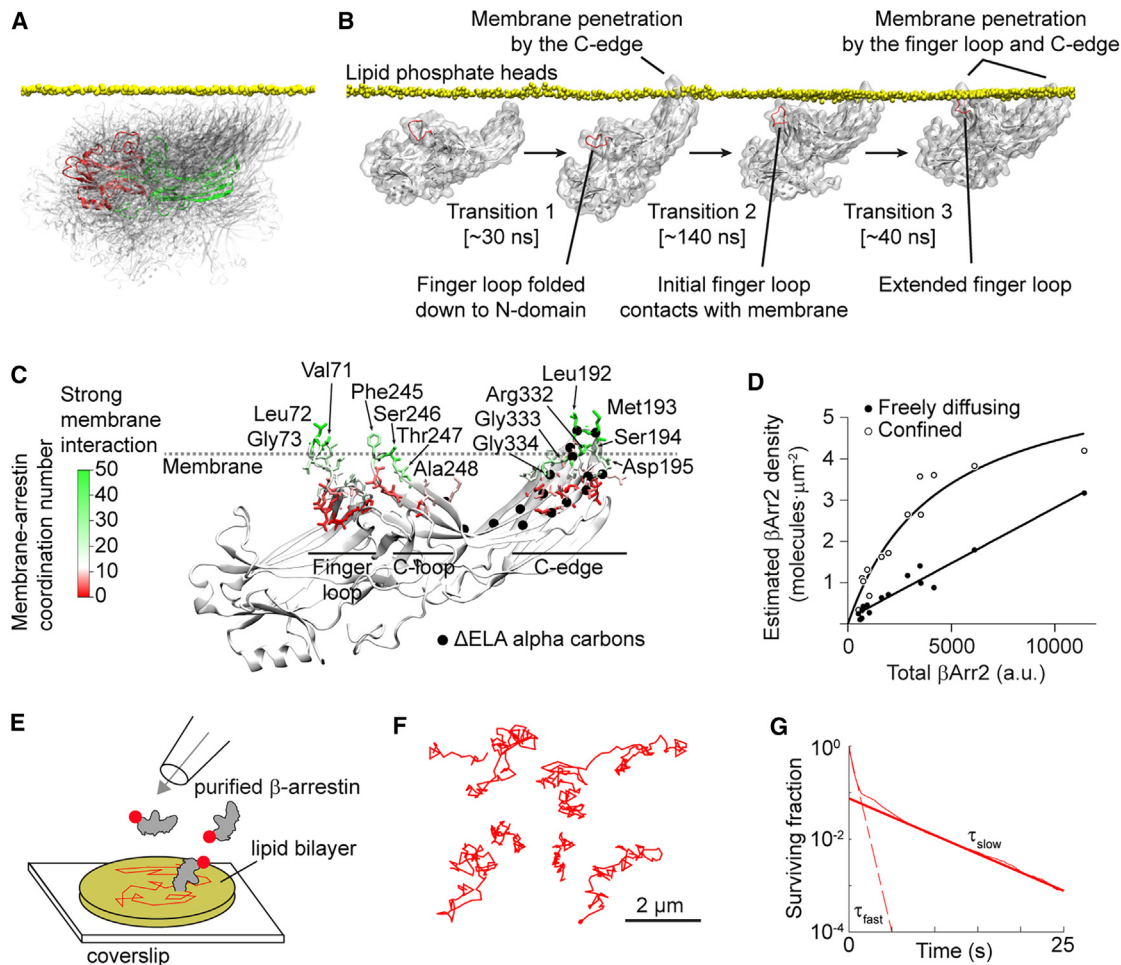 A
B
Membrane penetration
by the C-edge
Membrane penetration
by the finger loop and C-edge
Lipid phosphate heads
Transition 1
[~30 ns]
Transition 2
[~140 ns]
Transition 3
[~40 ns]
Finger loop folded
down to N-domain
Initial finger loop
contacts with membrane
Extended finger loop
C
Strong
membrane
interaction
Membrane-arrestin
coordination number
50
40
30
20
10
0
Val71
Leu72
Gly73
Phe245
Ser246
Thr247
Ala248
Membrane
Leu192
Arg332
Gly333
Gly334
Met193
Ser194
Asp195
Finger
loop
C-loop
C-edge
ΔELA alpha carbons
D
Freely diffusing
Confined
Estimated βArr2 density
(molecules·μm⁻²)
5
4
3
2
1
0
5000
10000
Total βArr2 (a.u.)
E
purified β-arrestin
lipid bilayer
coverslip
F
2 μm
G
Surviving fraction
10⁰
10⁻²
10⁻⁴
τslow
τfast
0
25
Time (s)